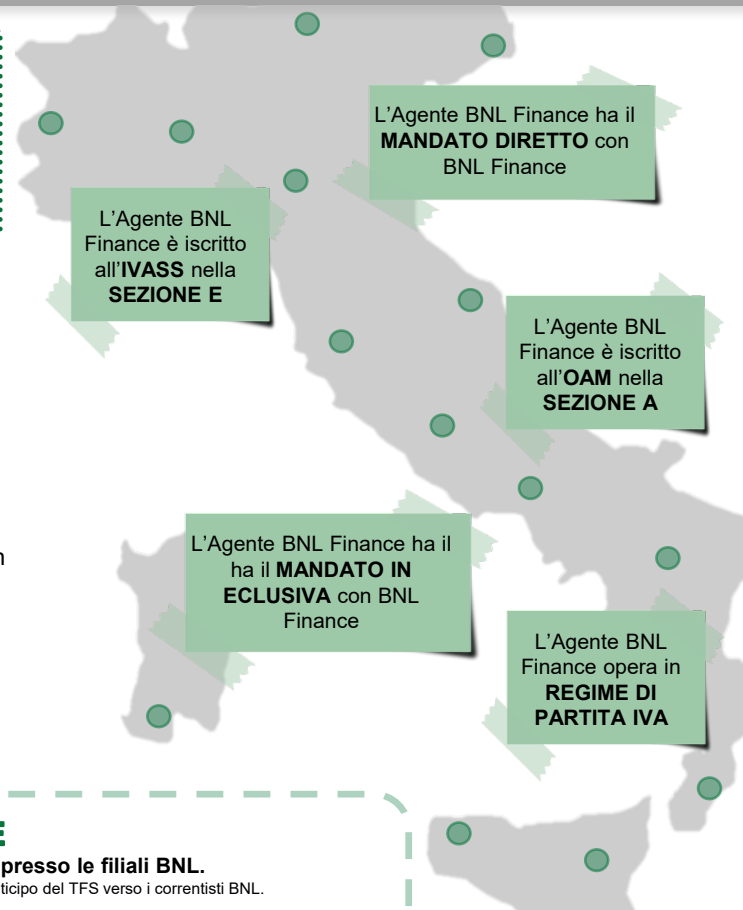 L'Agente BNL Finance ha il
MANDATO DIRETTO con
BNL Finance
L'Agente BNL
Finance è iscritto
all'IVASS nella
SEZIONE E
L'Agente BNL
Finance è iscritto
all'OAM nella
SEZIONE A
L'Agente BNL Finance ha il
ha il MANDATO IN
ECLUSIVA con BNL
Finance
L'Agente BNL
Finance opera in
REGIME DI
PARTITA IVA
presso le filiali BNL.
ticipo del TFS verso i correntisti BNL.